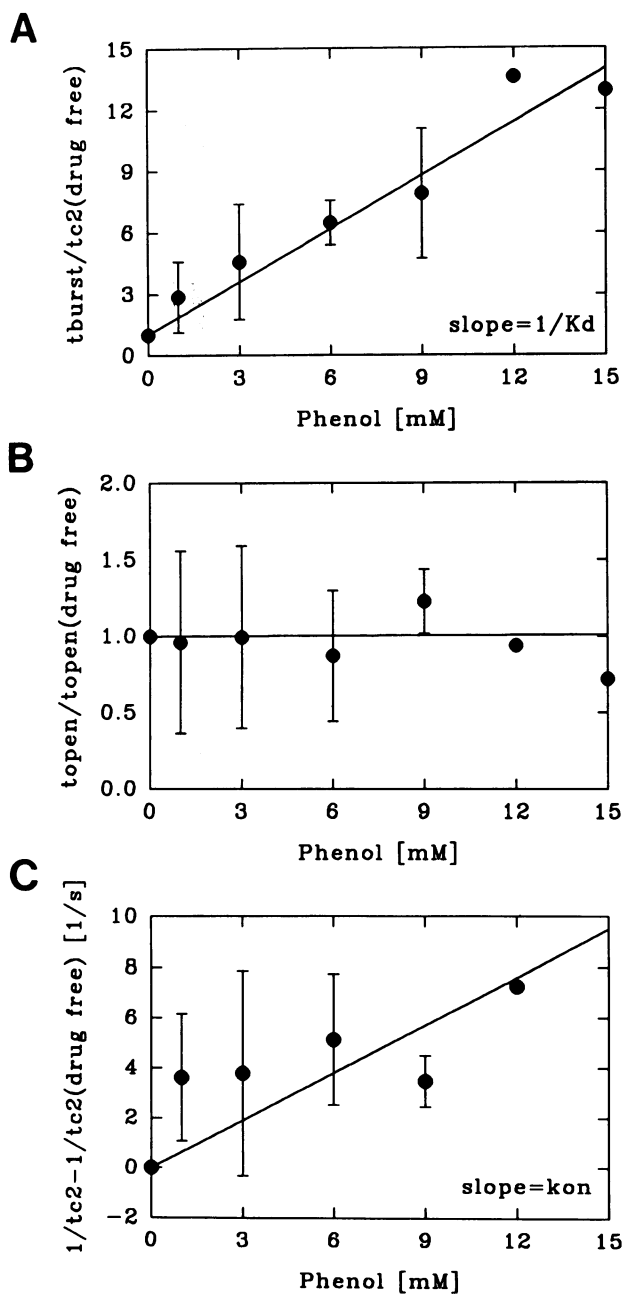 A
tburst/tc2(drug free)
15
12
9
6
3
0
slope=1/Kd
0 3 6 9 12 15
Phenol [mM]
B
topen/topen(drug free)
2.0
1.5
1.0
0.5
0.0
0 3 6 9 12 15
Phenol [mM]
C
1/tc2-1/tc2(drug free) [1/s]
10
8
6
4
2
0
-2
slope=kon
0 3 6 9 12 15
Phenol [mM]